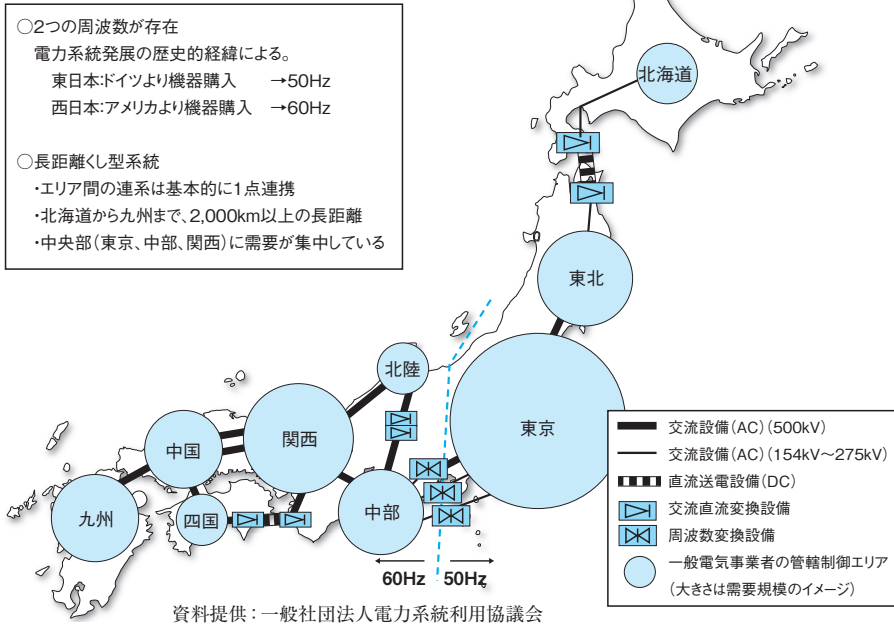 ○2つの周波数が存在
電力系統発展の歴史的経緯による。
東日本:ドイツより機器購入　→50Hz
西日本:アメリカより機器購入　→60Hz
○長距離くし型系統
・エリア間の連系は基本的に1点連携
・北海道から九州まで、2,000km以上の長距離
・中央部(東京、中部、関西)に需要が集中している
北海道
東北
北陸
東京
関西
中国
九州
四国
中部
60Hz
50Hz
交流設備(AC)(500kV)
交流設備(AC)(154kV〜275kV)
直流送電設備(DC)
交流直流変換設備
周波数変換設備
一般電気事業者の管轄制御エリア
(大きさは需要規模のイメージ)
資料提供：一般社団法人電力系統利用協議会